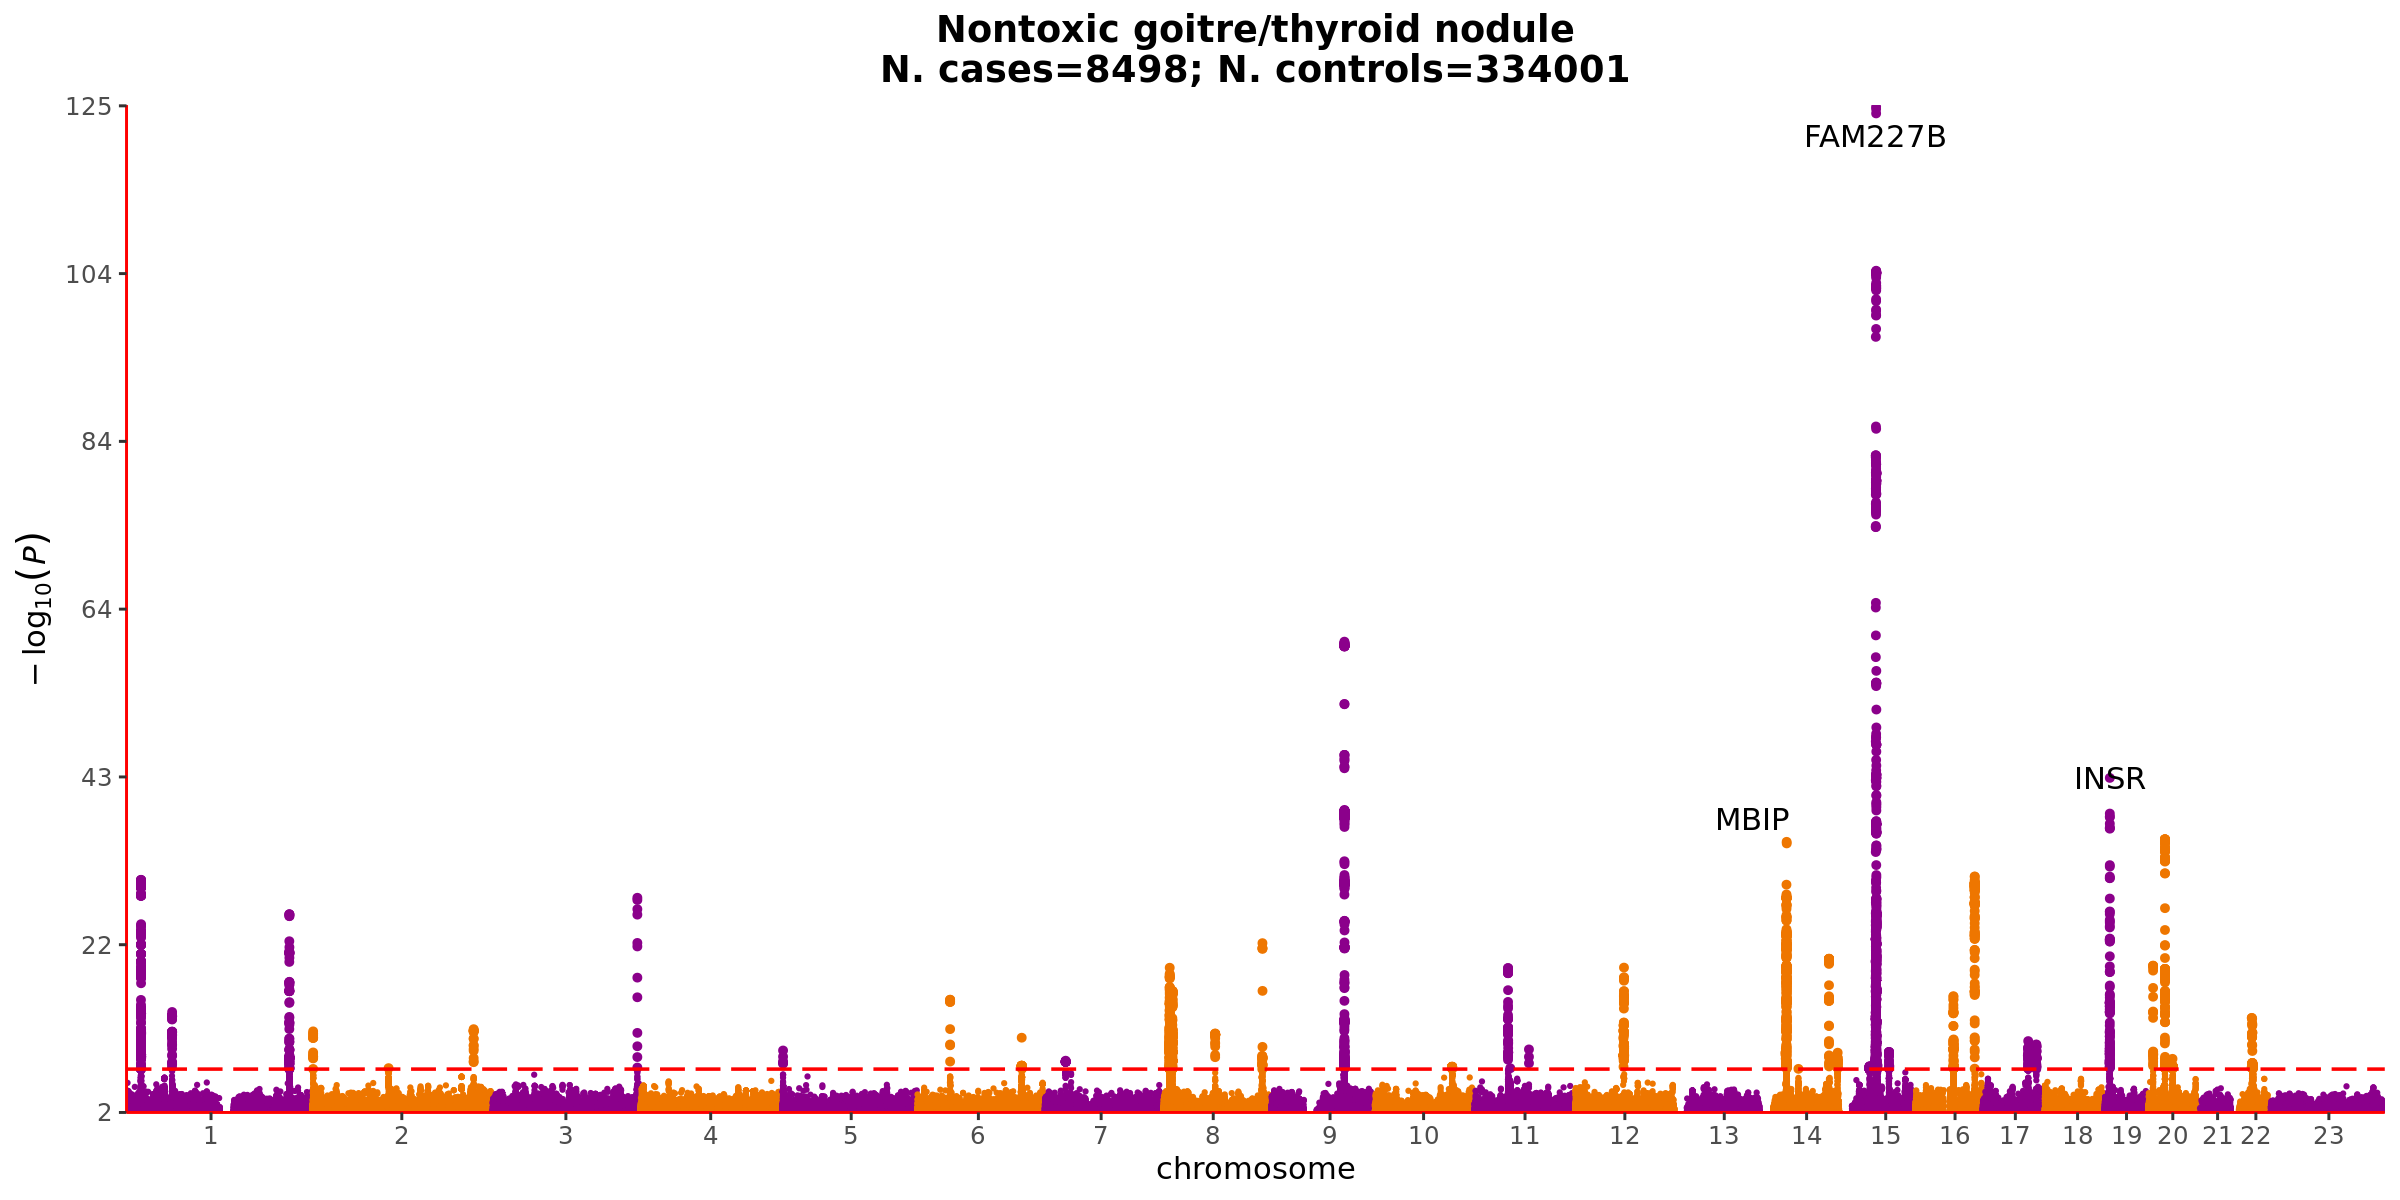 Nontoxic goitre/thyroid nodule
N. cases=8498; N. controls=334001
125
104
84
64
43
22
2
−log10(P)
FAM227B
INSR
MBIP
1 2 3 4 5 6 7 8 9 10 11 12 13 14 15 16 17 18 19 20 21 22 23
chromosome